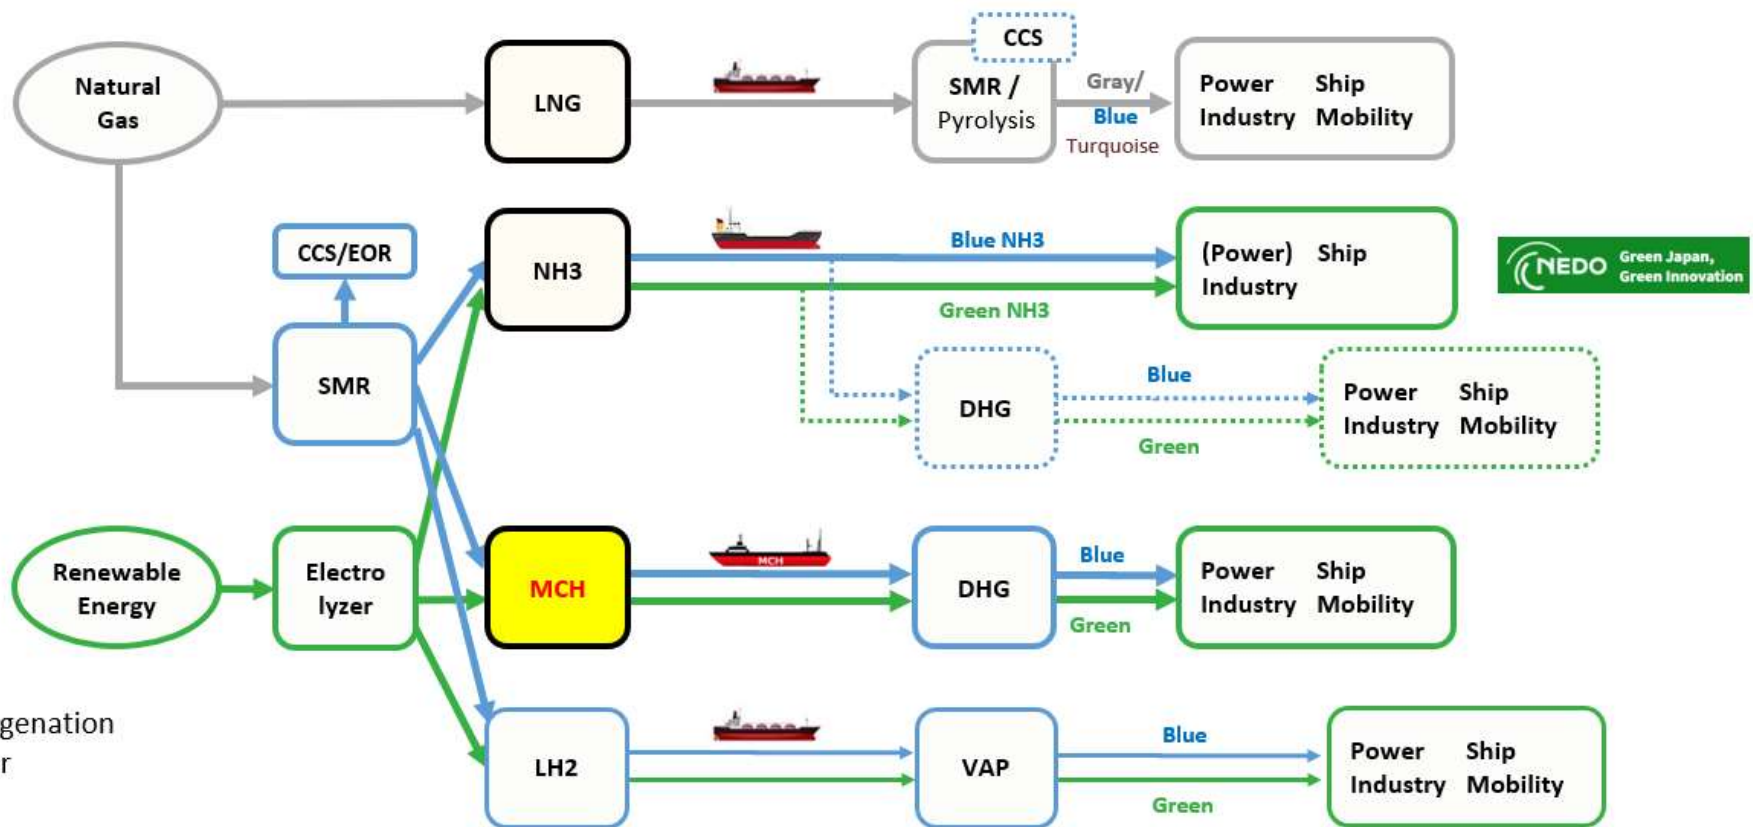 CCS
Natural
Gas
LNG
SMR /
Pyrolysis
Gray/
Blue
Turquoise
Power Ship
Industry Mobility
CCS/EOR
NH3
Blue NH3
Green NH3
(Power) Ship
Industry
NEDO
Green Japan,
Green Innovation
SMR
DHG
Blue
Green
Power Ship
Industry Mobility
Renewable
Energy
Electro
lyzer
MCH
MCH
DHG
Blue
Green
Power Ship
Industry Mobility
genation
r
LH2
VAP
Blue
Green
Power Ship
Industry Mobility